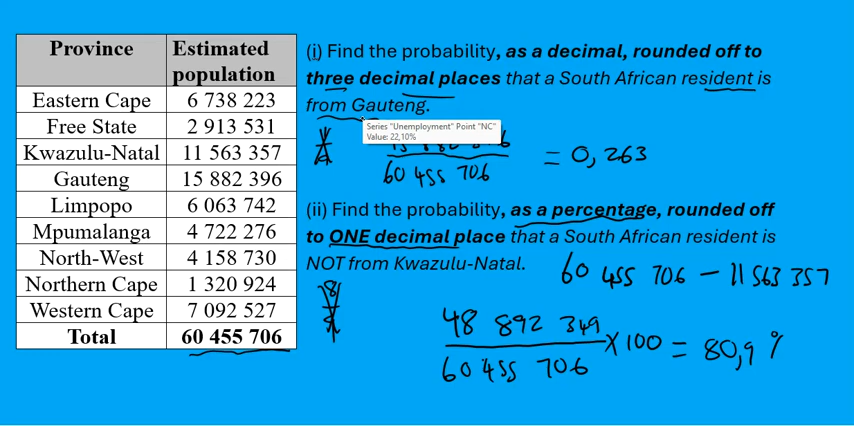 Province Estimated population
Eastern Cape 6 738 223
Free State 2 913 531
Kwazulu-Natal 11 563 357
Gauteng 15 882 396
Limpopo 6 063 742
Mpumalanga 4 722 276
North-West 4 158 730
Northern Cape 1 320 924
Western Cape 7 092 527
Total 60 455 706
(i) Find the probability, as a decimal, rounded off to
three decimal places that a South African resident is
from Gauteng.
Series "Unemployment" Point "NC"
Value: 22,10%
60 455 706
= 0,263
(ii) Find the probability, as a percentage, rounded off
to ONE decimal place that a South African resident is
NOT from Kwazulu-Natal.
60 455 706 - 11 563 357
48 892 349
60 455 706
× 100 = 80,9 %